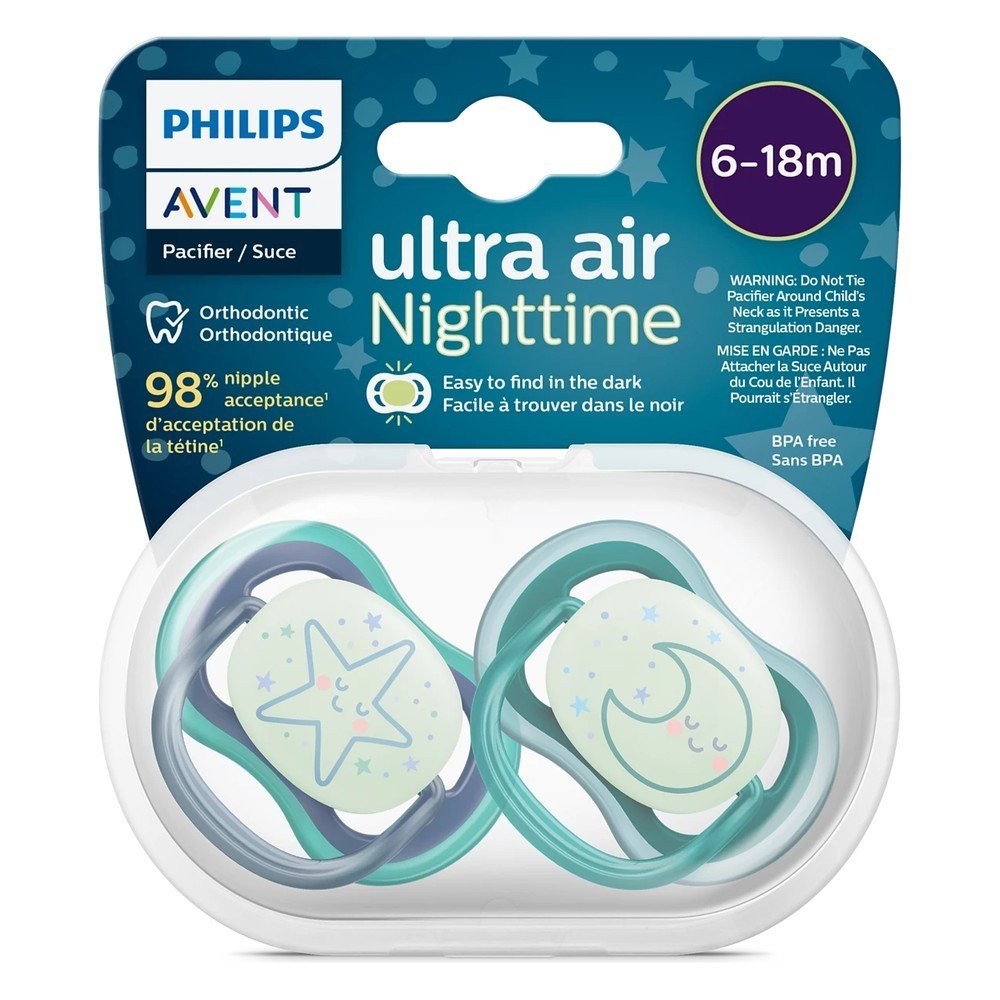 PHILIPS
AVENT
Pacifier / Suce
Orthodontic
Orthodontique
98% nipple
acceptance¹
d'acceptation de
la tétine¹
ultra air
Nighttime
Easy to find in the dark
Facile à trouver dans le noir
6-18m
WARNING: Do Not Tie
Pacifier Around Child's
Neck as it Presents a
Strangulation Danger.
MISE EN GARDE : Ne Pas
Attacher la Suce Autour
du Cou de l'Enfant. Il
Pourrait s'Étrangler.
BPA free
Sans BPA